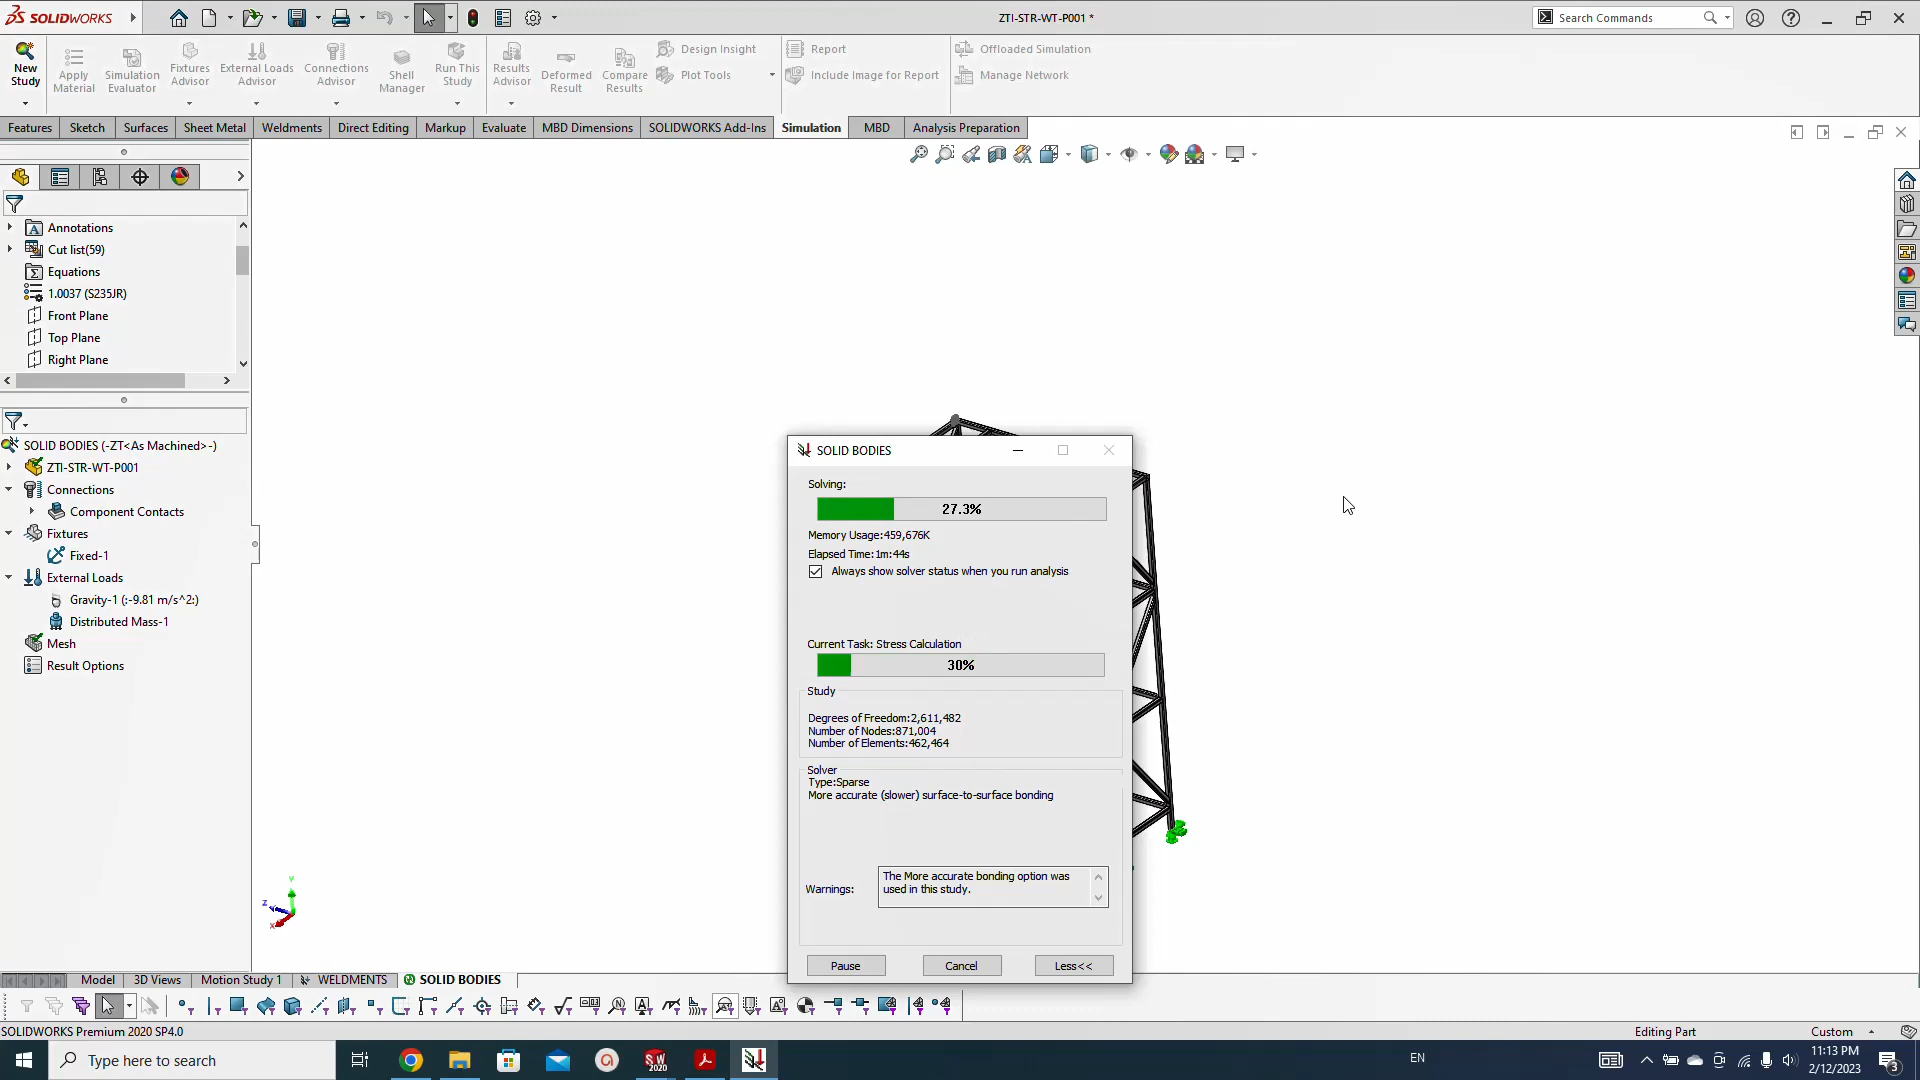 SOLIDWORKS
ZTI-STR-WT-P001 *
Search Commands
New Study
Apply Material
Simulation Evaluator
Fixtures Advisor
External Loads Advisor
Connections Advisor
Shell Manager
Run This Study
Results Advisor
Deformed Result
Compare Results
Design Insight
Plot Tools
Report
Include Image for Report
Offloaded Simulation
Manage Network
Features
Sketch
Surfaces
Sheet Metal
Weldments
Direct Editing
Markup
Evaluate
MBD Dimensions
SOLIDWORKS Add-Ins
Simulation
MBD
Analysis Preparation
Annotations
Cut list(59)
Equations
1.0037 (S235JR)
Front Plane
Top Plane
Right Plane
SOLID BODIES (-ZT<As Machined>-)
ZTI-STR-WT-P001
Connections
Component Contacts
Fixtures
Fixed-1
External Loads
Gravity-1 (:-9.81 m/s^2:)
Distributed Mass-1
Mesh
Result Options
SOLID BODIES
Solving:
27.3%
Memory Usage:459,676K
Elapsed Time:1m:44s
Always show solver status when you run analysis
Current Task: Stress Calculation
30%
Study
Degrees of Freedom:2,611,482
Number of Nodes:871,004
Number of Elements:462,464
Solver
Type:Sparse
More accurate (slower) surface-to-surface bonding
Warnings:
The More accurate bonding option was
used in this study.
Pause
Cancel
Less<<
Y
Z
X
Model
3D Views
Motion Study 1
WELDMENTS
SOLID BODIES
SOLIDWORKS Premium 2020 SP4.0
Editing Part
Custom
Type here to search
SW
2020
EN
11:13 PM
2/12/2023
3